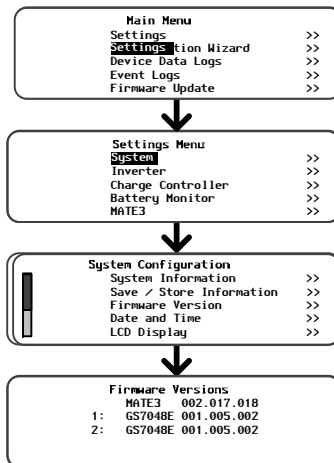 Main Menu
Settings >>
Settings tion Wizard >>
Device Data Logs >>
Event Logs >>
Firmware Update >>
Settings Menu
System >>
Inverter >>
Charge Controller >>
Battery Monitor >>
MATE3 >>
System Configuration
System Information >>
Save / Store Information >>
Firmware Version >>
Date and Time >>
LCD Display >>
Firmware Versions
MATE3 002.017.018
1: GS7048E 001.005.002
2: GS7048E 001.005.002